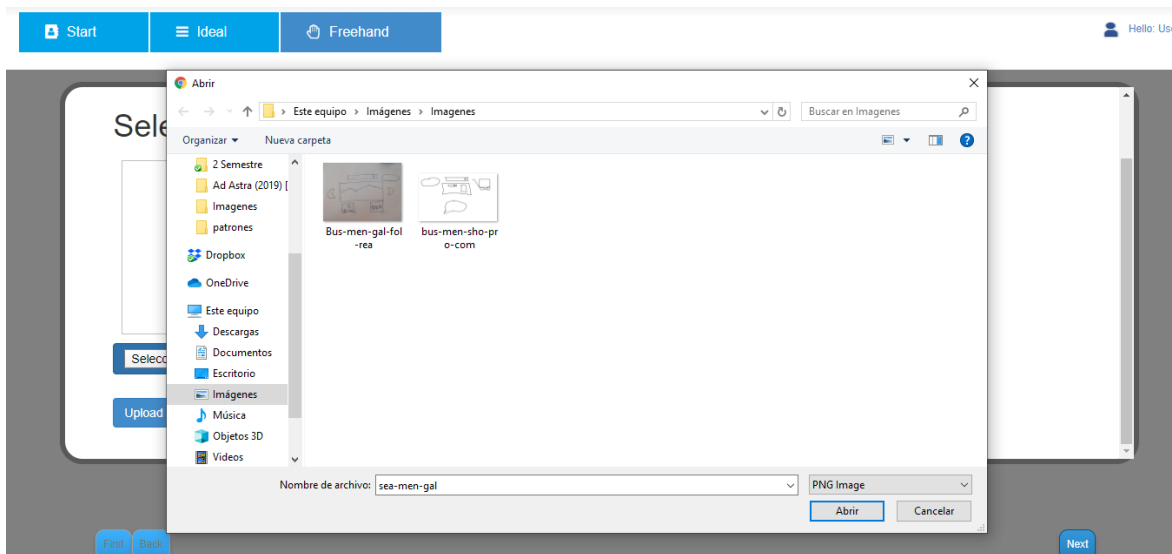 Start
Ideal
Freehand
Hello: Use
Abrir
Sele
Este equipo > Imágenes > Imagenes
Buscar en Imagenes
Organizar
Nueva carpeta
2 Semestre
Ad Astra (2019) [
Imagenes
patrones
Dropbox
OneDrive
Este equipo
Descargas
Documentos
Escritorio
Imágenes
Música
Objetos 3D
Videos
Bus-men-gal-fol
-rea
bus-men-sho-pr
o-com
Selecc
Upload
Nombre de archivo: sea-men-gal
PNG Image
Abrir
Cancelar
First
Back
Next